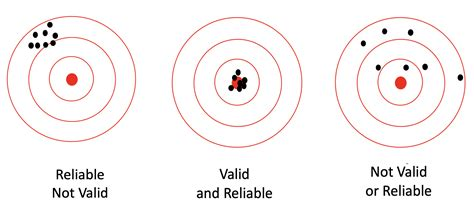 Reliable
Not Valid
Valid
and Reliable
Not Valid
or Reliable